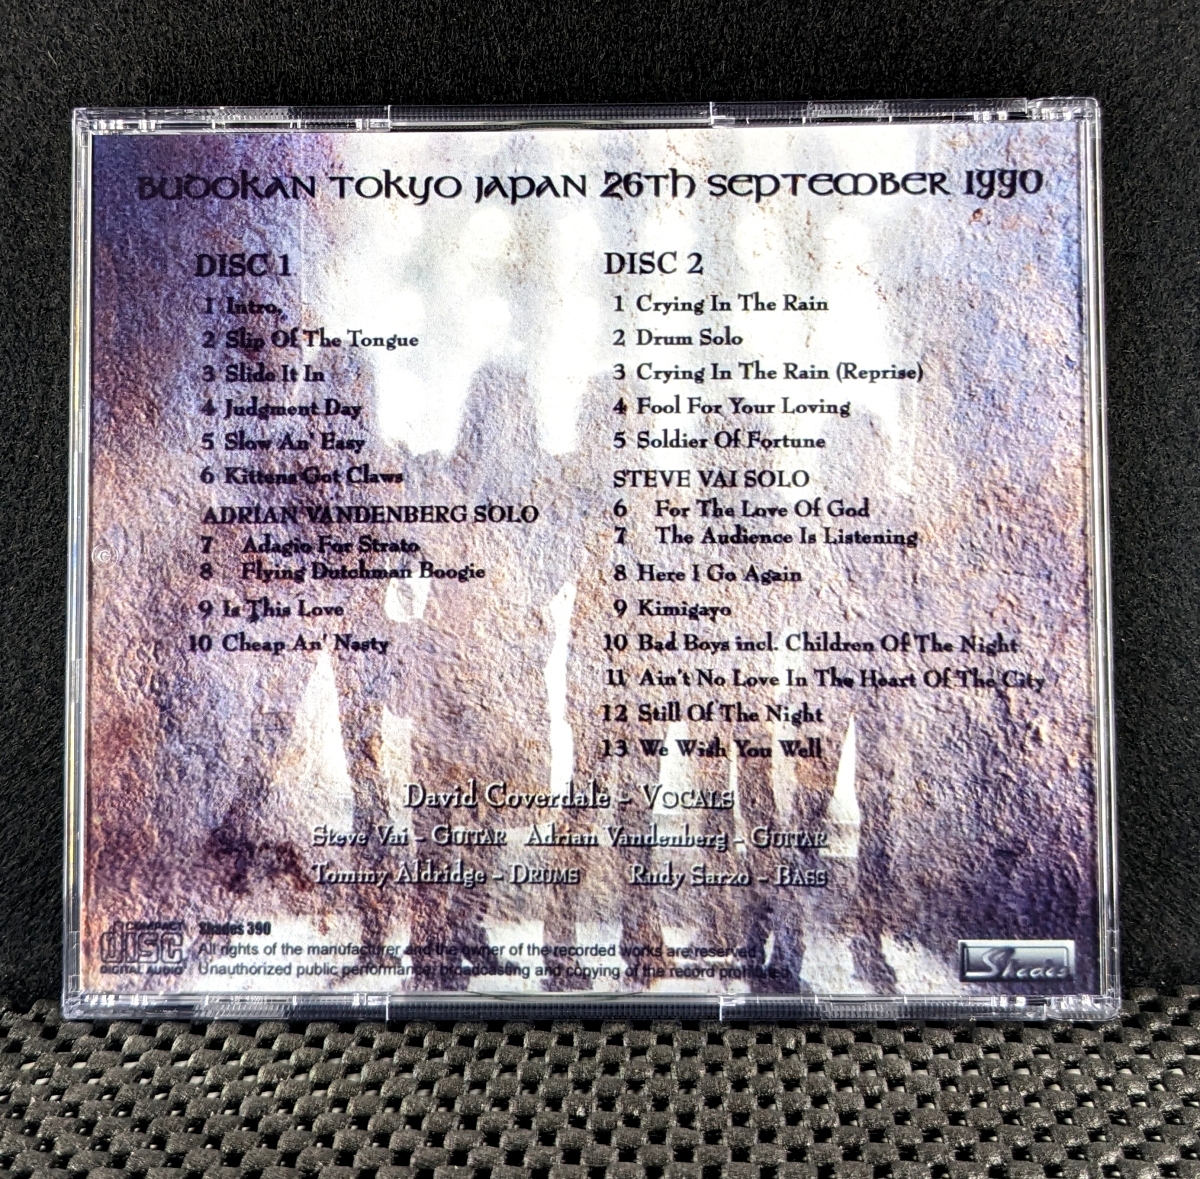 BUDOKAN TOKYO JAPAN 26Th SEPTEMBER 1990
DISC 1
1 Intro,
2 Slip Of The Tongue
3 Slide It In
4 Judgment Day
5 Slow An' Easy
6 Kittens Got Claws
ADRIAN VANDENBERG SOLO
7 Adagio For Strato
8 Flying Dutchman Boogie
9 Is This Love
10 Cheap An' Nasty
DISC 2
1 Crying In The Rain
2 Drum Solo
3 Crying In The Rain (Reprise)
4 Fool For Your Loving
5 Soldier Of Fortune
STEVE VAI SOLO
6 For The Love Of God
7 The Audience Is Listening
8 Here I Go Again
9 Kimigayo
10 Bad Boys incl. Children Of The Night
11 Ain't No Love In The Heart Of The City
12 Still Of The Night
13 We Wish You Well
David Coverdale - VOCALS
Steve Vai - GUITAR Adrian Vandenberg - GUITAR
Tommy Aldridge - DRUMS Rudy Sarzo - BASS
COMPACT
disc
DIGITAL AUDIO
Shades 390
All rights of the manufacturer and the owner of the recorded works are reserved
Unauthorized public performance broadcasting and copying of the record prohibited
Shades